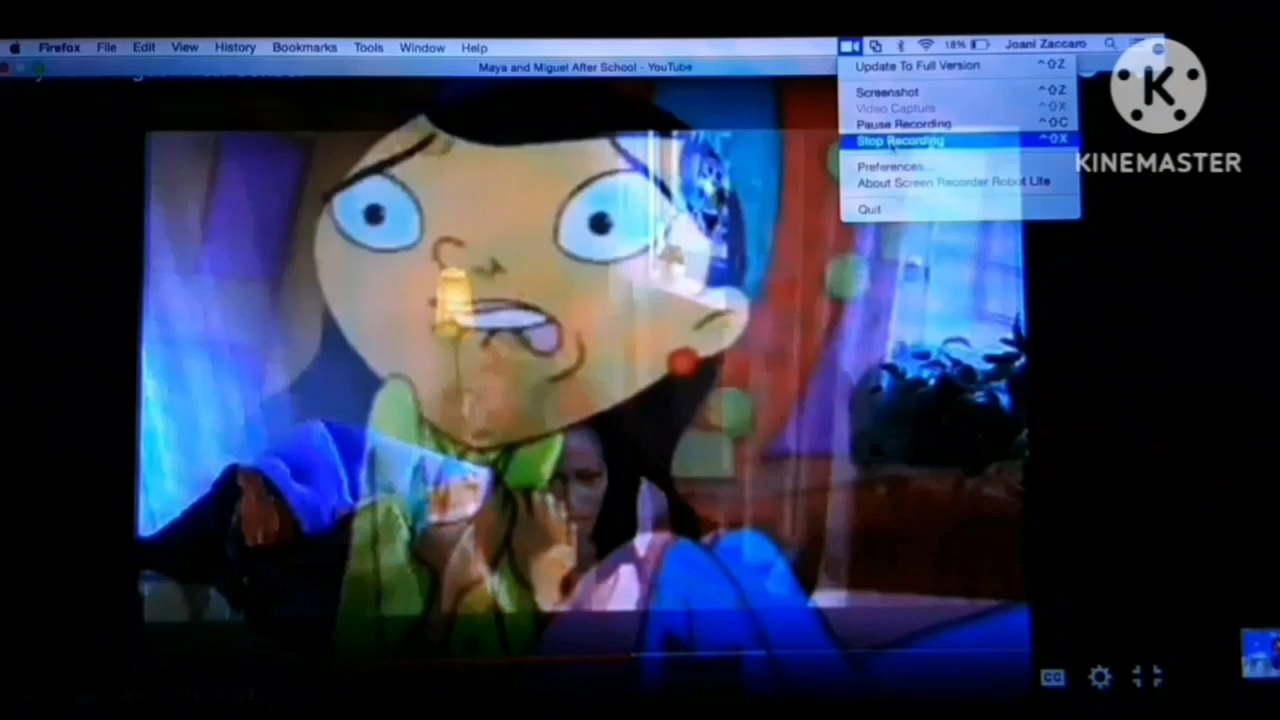 Firefox File Edit View History Bookmarks Tools Window Help 18% Joani Zaccaro
Maya and Miguel After School - YouTube
Update To Full Version ^⇧Z
Screenshot ^⇧Z
Video Capture ^⇧X
Pause Recording ^⇧C
Stop Recording ^⇧X
Preferences...
About Screen Recorder Robot Lite
Quit
K
KINEMASTER
CC